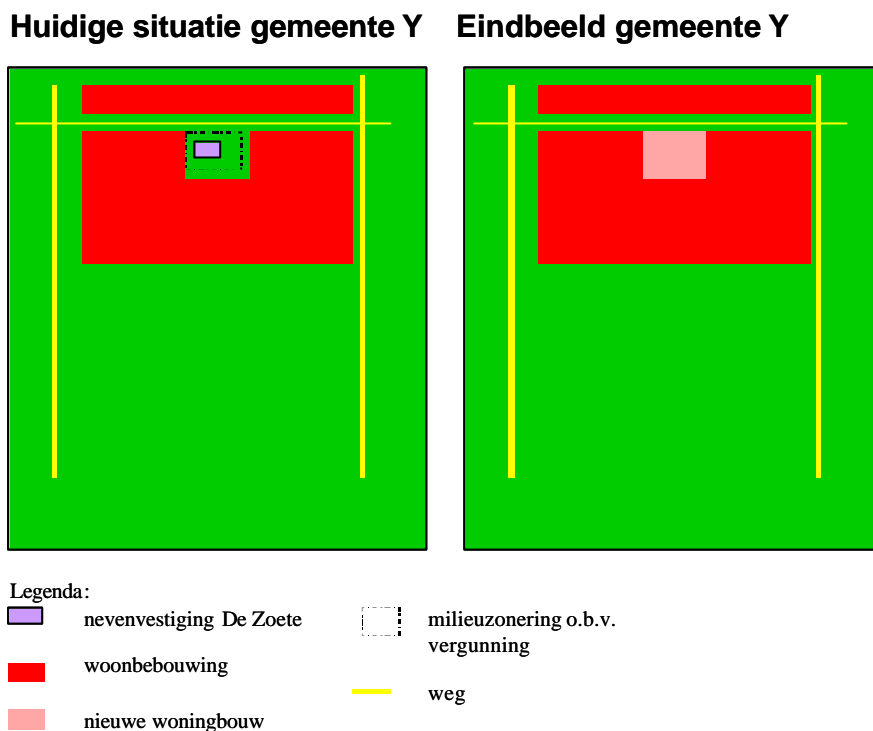 Huidige situatie gemeente Y
Eindbeeld gemeente Y
Legenda:
nevenvestiging De Zoete
woonbebouwing
nieuwe woningbouw
milieuzonering o.b.v.
vergunning
weg